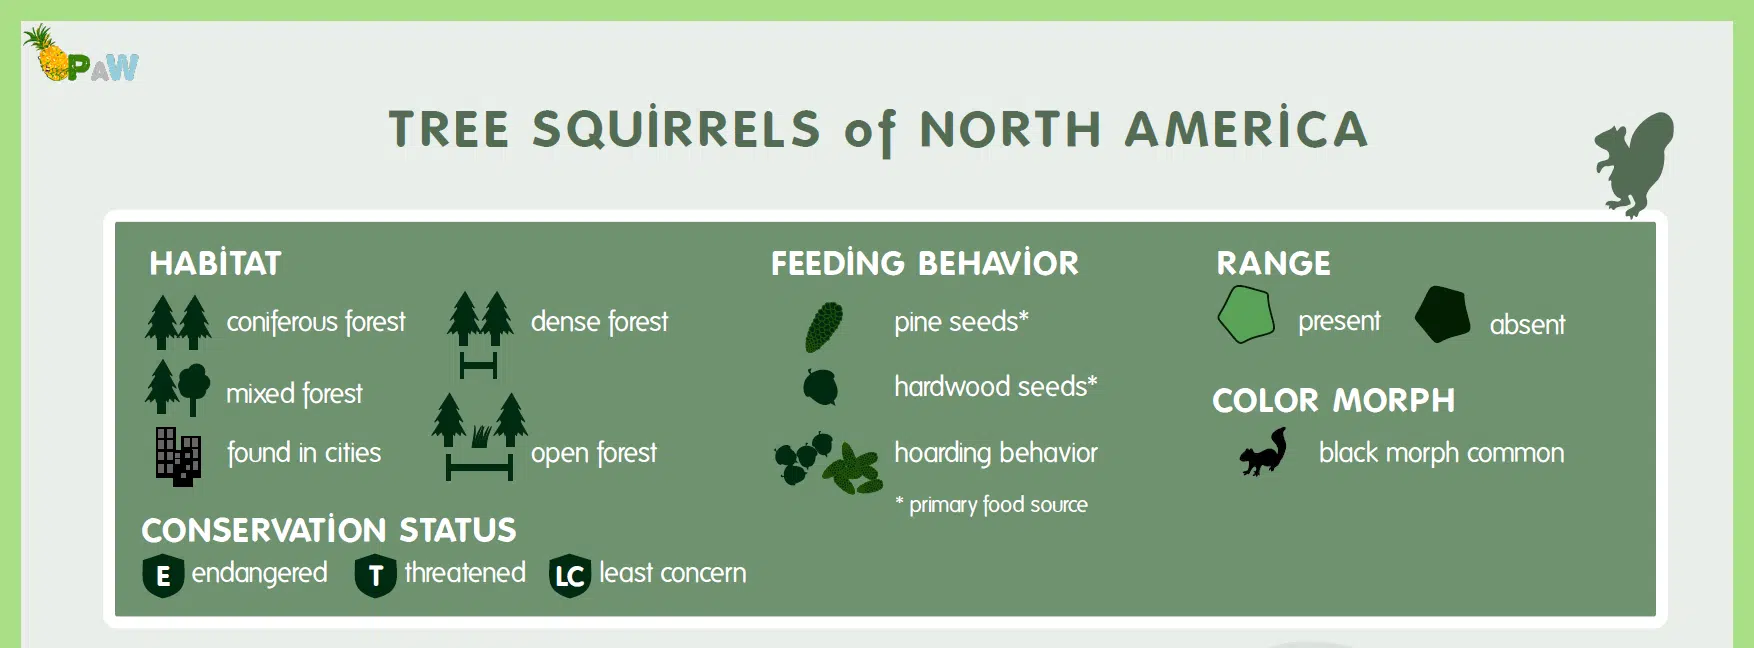 PAW
TREE SQUIRRELS of NORTH AMERICA
HABITAT
coniferous forest
dense forest
mixed forest
found in cities
open forest
CONSERVATION STATUS
E endangered T threatened LC least concern
FEEDING BEHAVIOR
pine seeds*
hardwood seeds*
hoarding behavior
* primary food source
RANGE
present absent
COLOR MORPH
black morph common